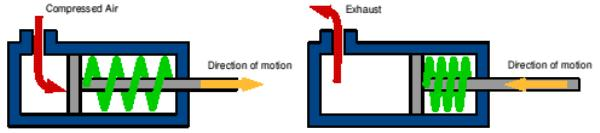 Compressed Air
Exhaust
Direction of motion
Direction of motion